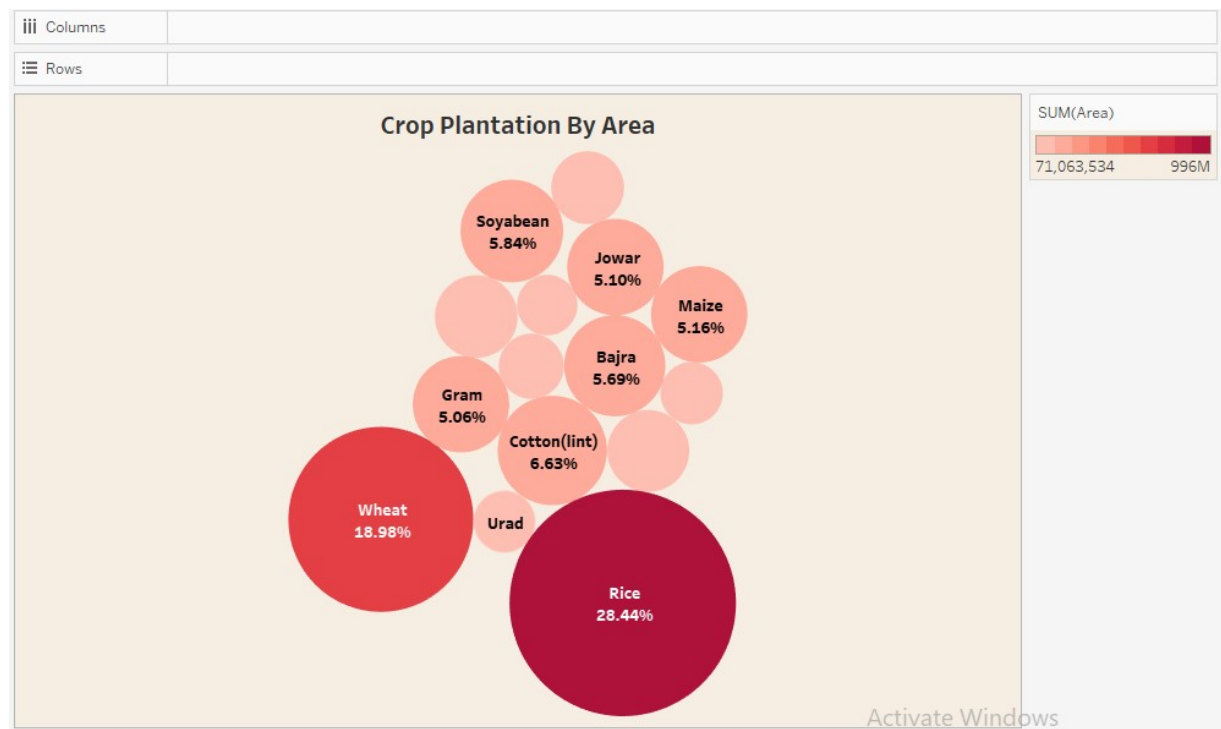 Columns
Rows
Crop Plantation By Area
SUM(Area)
71,063,534 996M
Soyabean
5.84%
Jowar
5.10%
Maize
5.16%
Bajra
5.69%
Gram
5.06%
Cotton(lint)
6.63%
Wheat
18.98%
Urad
Rice
28.44%
Activate Windows